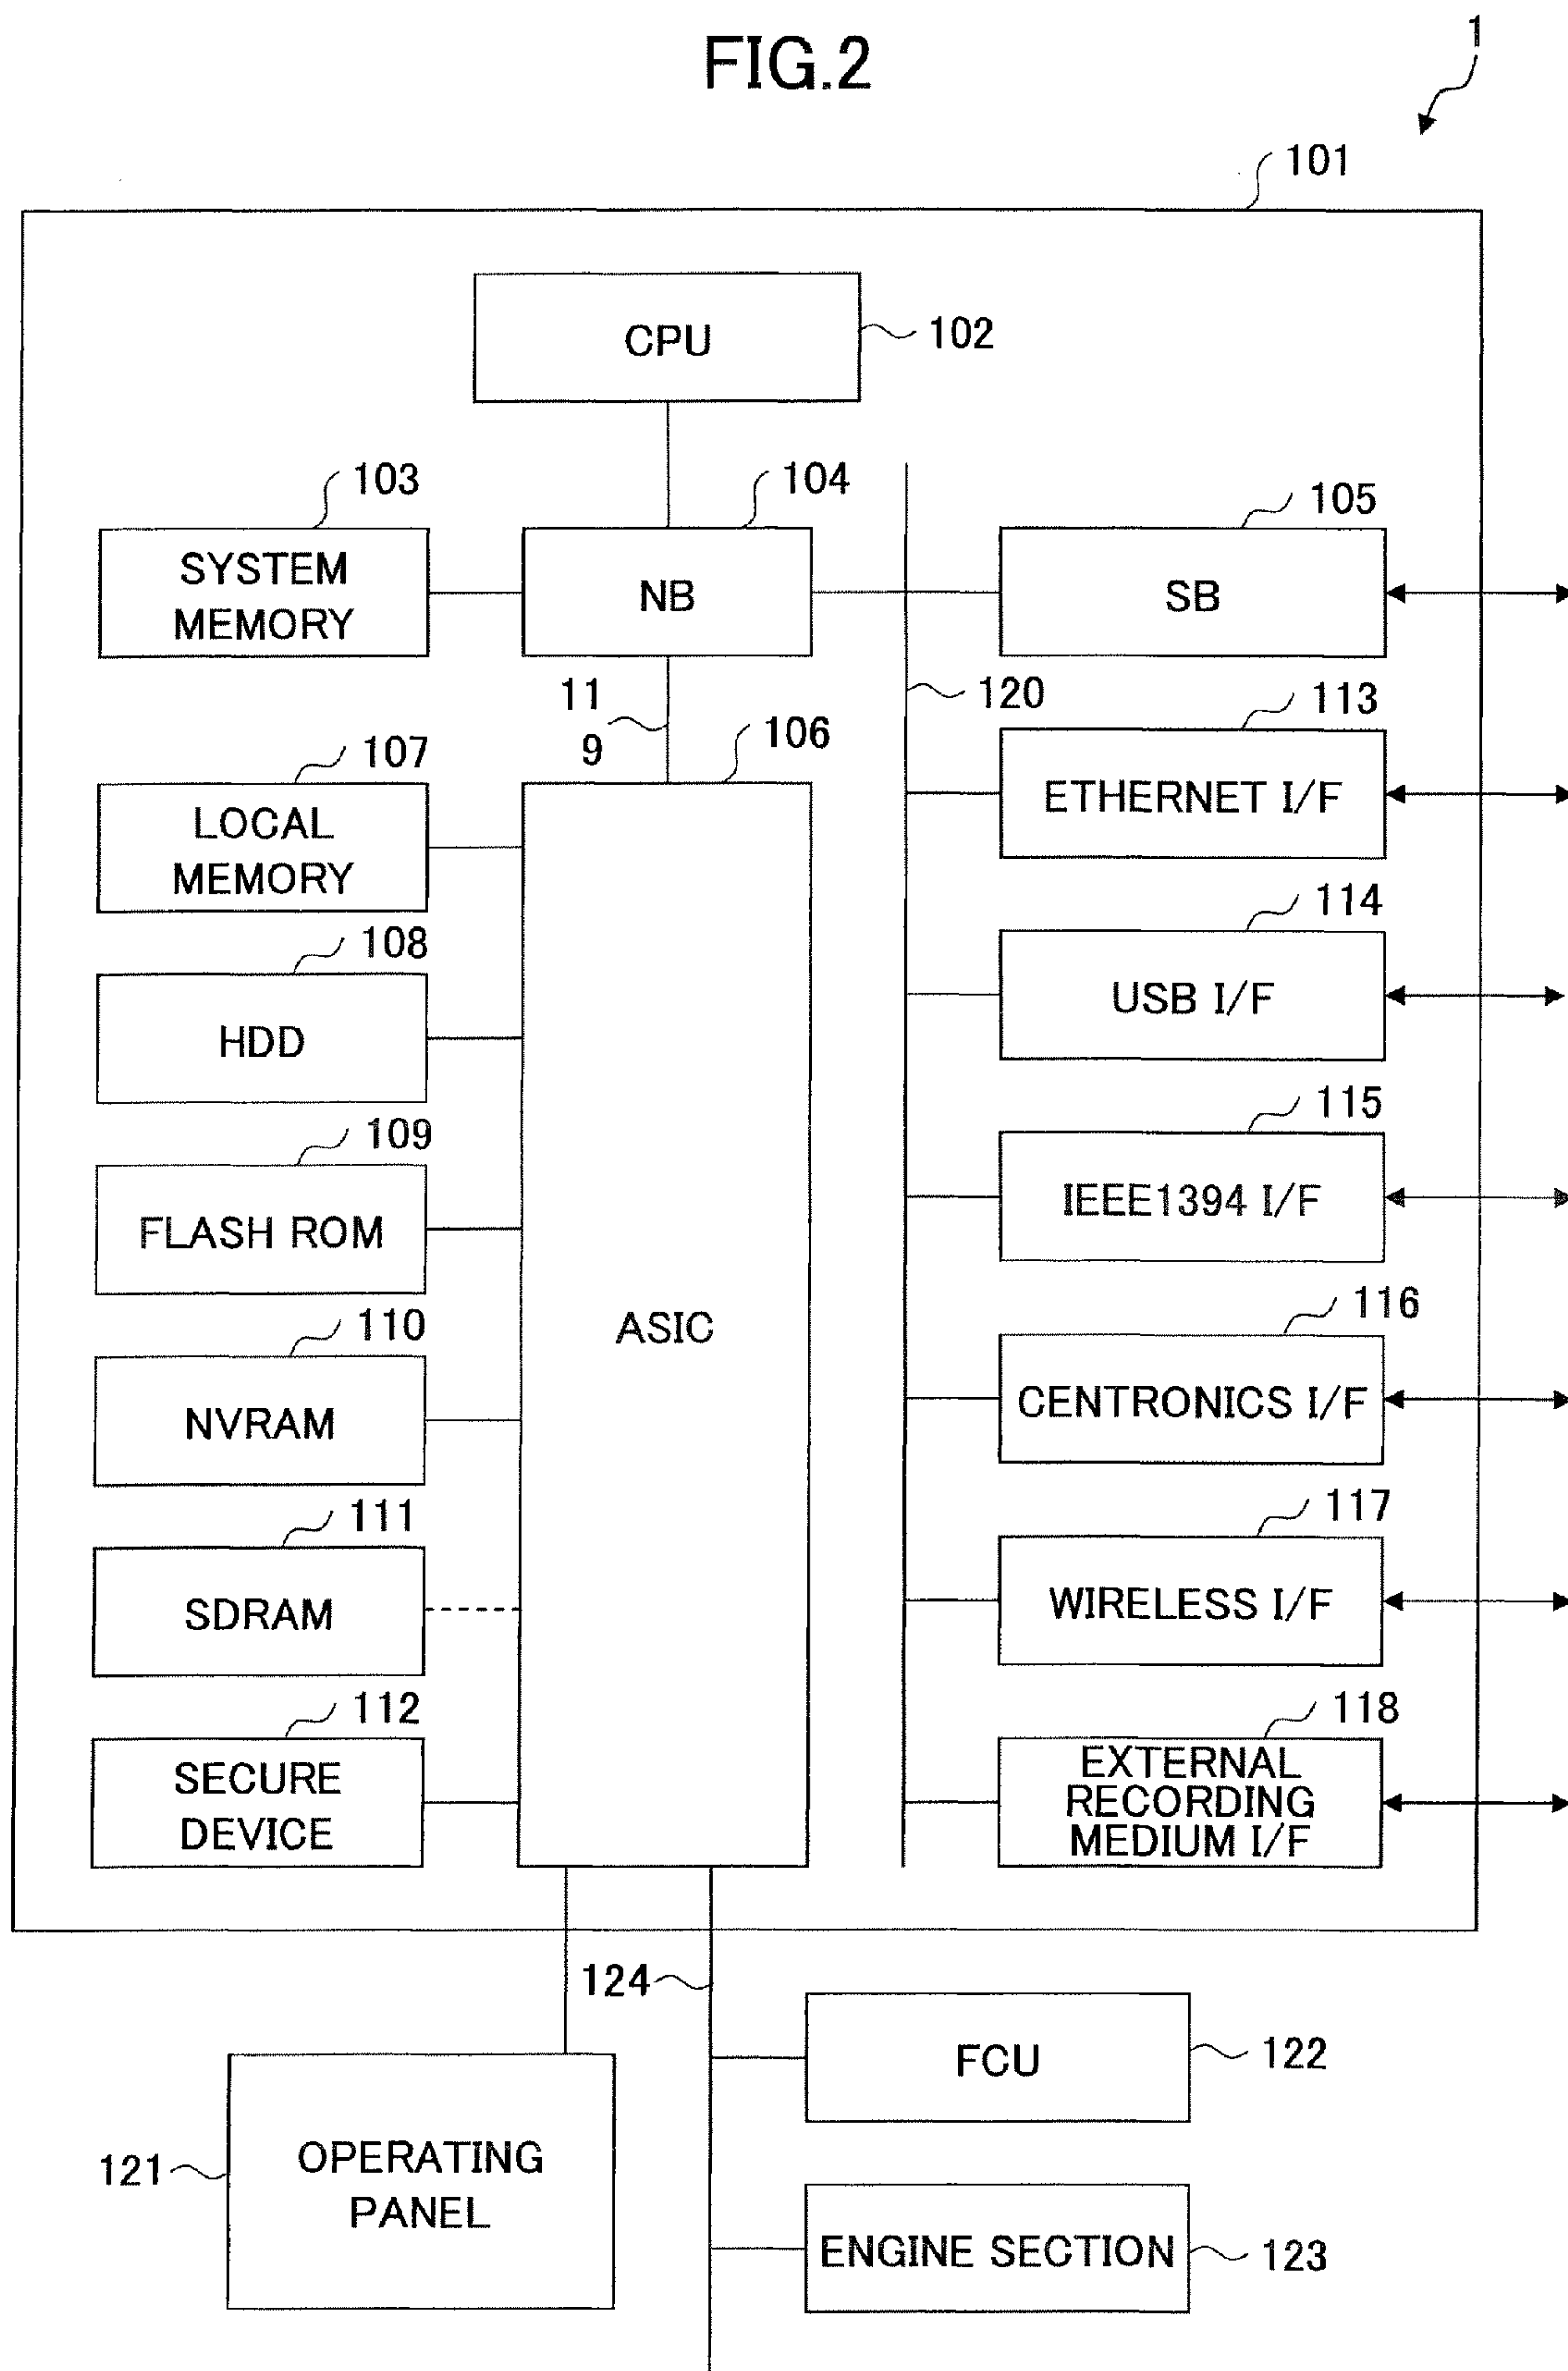 FIG.2
1
101
CPU
102
103
104
105
SYSTEM
MEMORY
NB
SB
11
9
120
113
106
107
LOCAL
MEMORY
ETHERNET I/F
108
114
HDD
USB I/F
109
115
FLASH ROM
IEEE1394 I/F
110
116
ASIC
NVRAM
CENTRONICS I/F
111
117
SDRAM
WIRELESS I/F
112
118
SECURE
DEVICE
EXTERNAL
RECORDING
MEDIUM I/F
124
FCU
122
121
OPERATING
PANEL
ENGINE SECTION
123